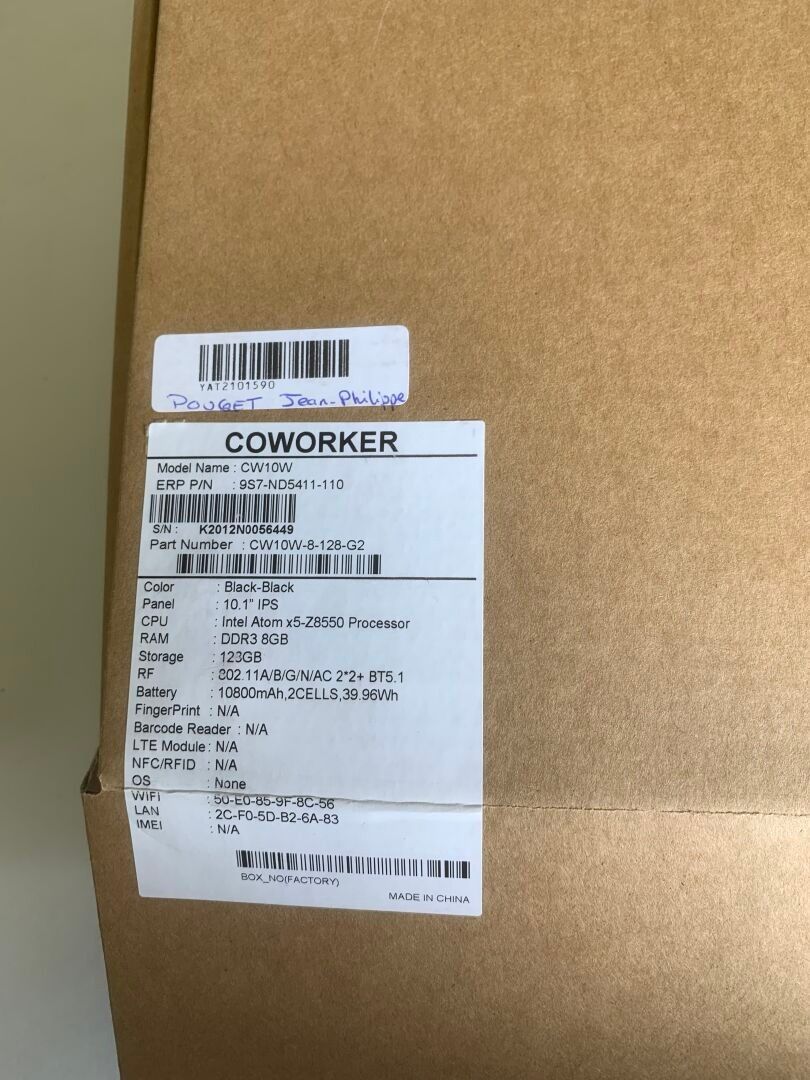 YAT2101590
POUGET Jean-Philippe
COWORKER
Model Name : CW10W
ERP P/N : 9S7-ND5411-110
S/N : K2012N0056449
Part Number : CW10W-8-128-G2
Color : Black-Black
Panel : 10.1" IPS
CPU : Intel Atom x5-Z8550 Processor
RAM : DDR3 8GB
Storage : 128GB
RF : 802.11A/B/G/N/AC 2*2+ BT5.1
Battery : 10800mAh,2CELLS,39.96Wh
FingerPrint : N/A
Barcode Reader : N/A
LTE Module : N/A
NFC/RFID : N/A
OS : None
WIFI : 50-E0-85-9F-8C-56
LAN : 2C-F0-5D-B2-6A-83
IMEI : N/A
BOX_NO(FACTORY)
MADE IN CHINA